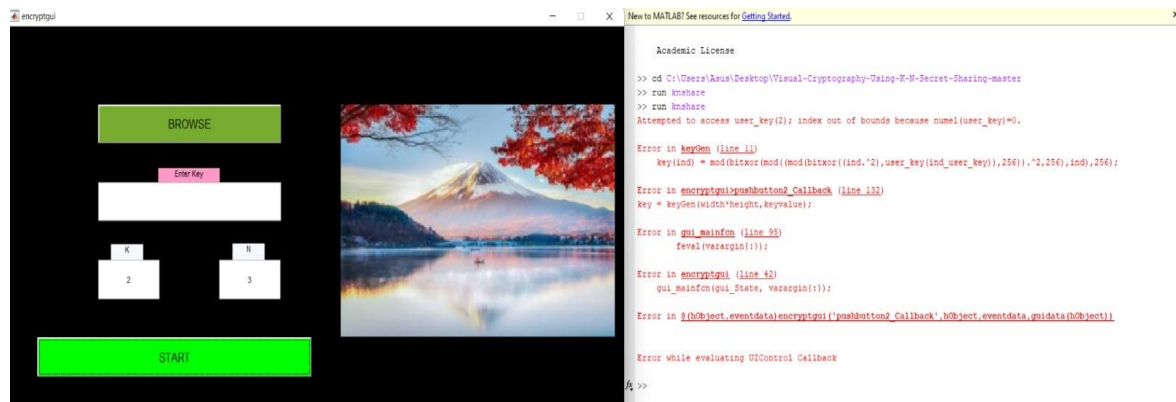 encryptgui
BROWSE
Enter Key
K
N
2
3
START
New to MATLAB? See resources for Getting Started.
Academic License
>> cd C:\Users\Asus\Desktop\Visual-Cryptography-Using-K-N-Secret-Sharing-master
>> run knshare
>> run knshare
Attempted to access user_key(2); index out of bounds because numel(user_key)=0.
Error in keyGen (line 11)
key(ind) = mod(bitxor(mod((mod(bitxor((ind.^2),user_key(ind_user_key)),256)).^2,256),ind),256);
Error in encryptgui>pushbutton2_Callback (line 132)
key = keyGen(width*height,keyvalue);
Error in gui_mainfcn (line 95)
feval(varargin{:});
Error in encryptgui (line 42)
gui_mainfcn(gui_State, varargin{:});
Error in @(hObject,eventdata)encryptgui('pushbutton2_Callback',hObject,eventdata,guidata(hObject))
Error while evaluating UIControl Callback
fx >>